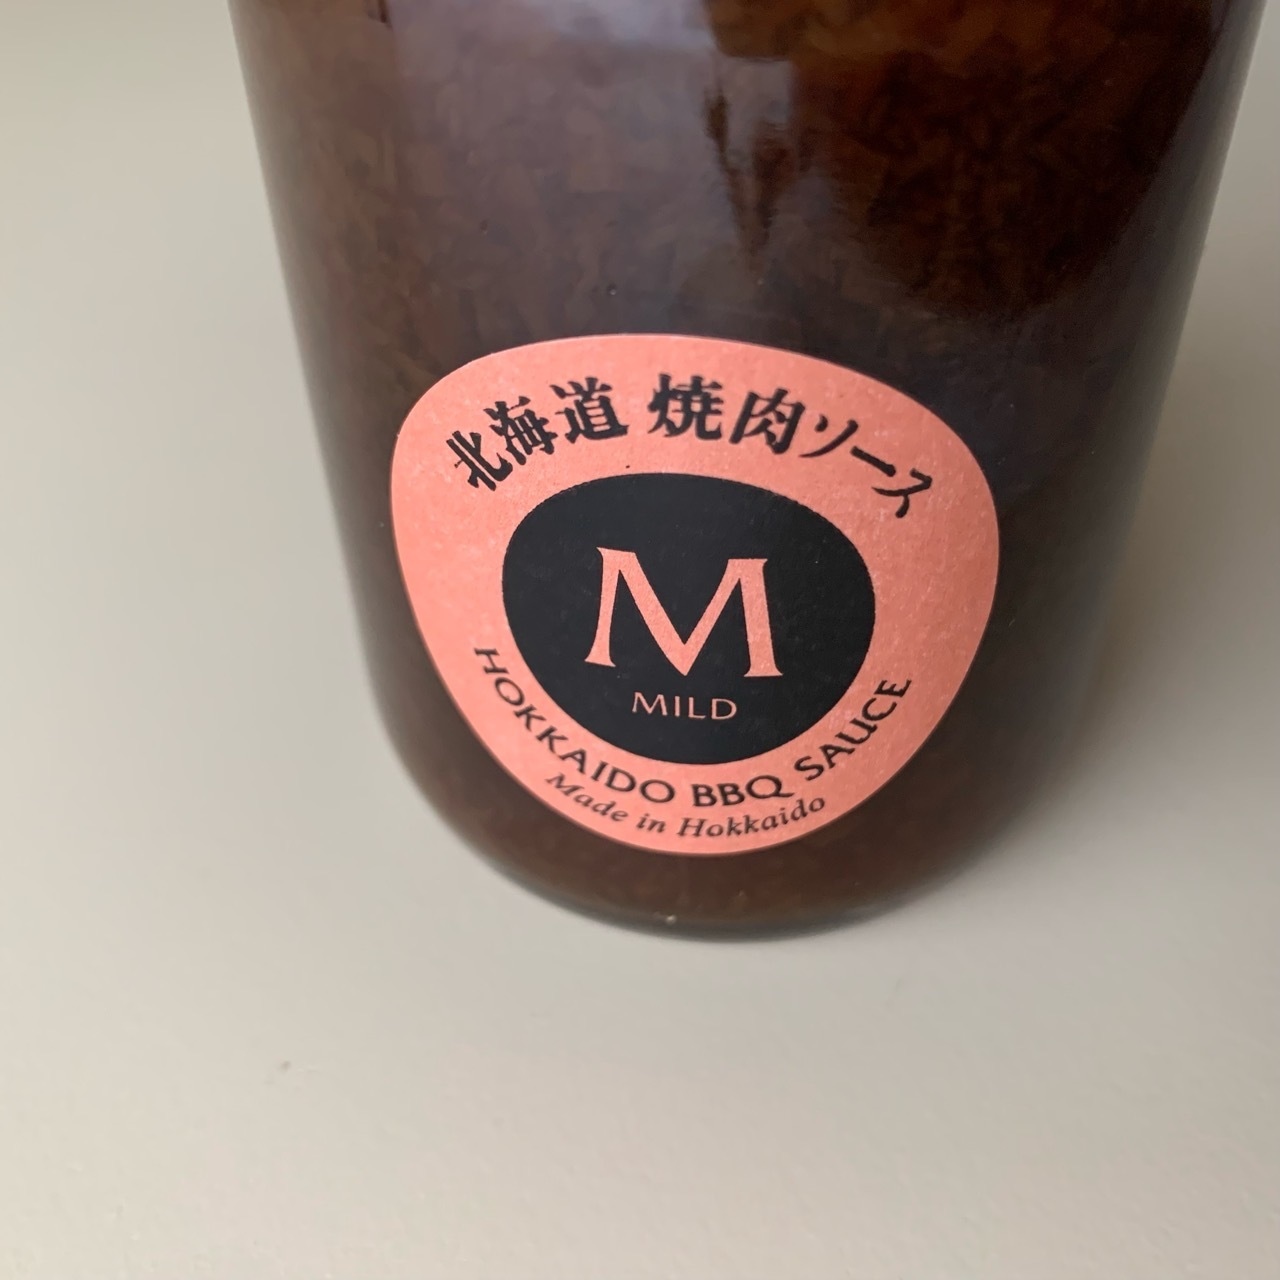 北海道 焼肉ソース
M
MILD
HOKKAIDO BBQ SAUCE
Made in Hokkaido